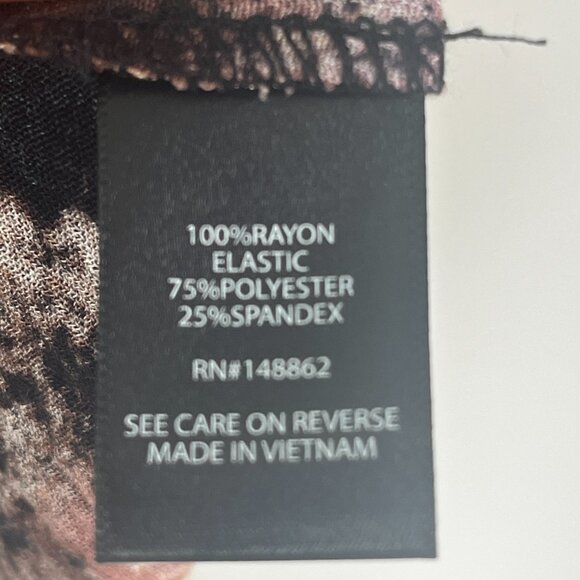 100%RAYON
ELASTIC
75%POLYESTER
25%SPANDEX
RN#148862
SEE CARE ON REVERSE
MADE IN VIETNAM